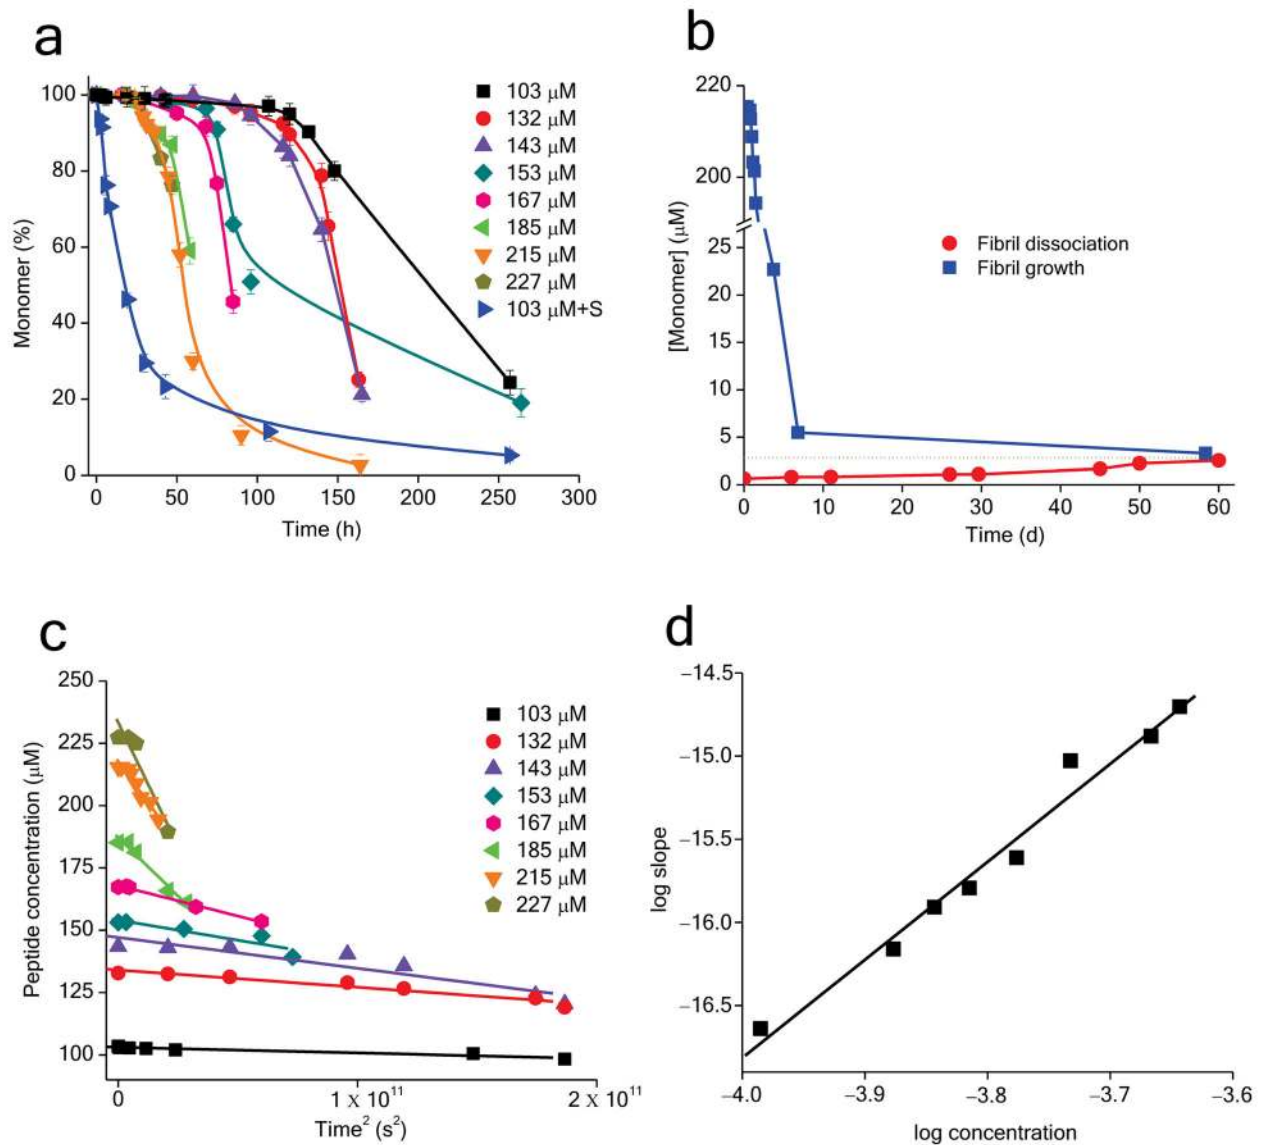 a
100
80
60
40
20
0
Monomer (%)
0
50
100
150
200
250
300
Time (h)
103 μM
132 μM
143 μM
153 μM
167 μM
185 μM
215 μM
227 μM
103 μM+S
b
220
200
25
20
15
10
5
0
[Monomer] (μM)
0
10
20
30
40
50
60
Time (d)
Fibril dissociation
Fibril growth
c
250
225
200
175
150
125
100
Peptide concentration (μM)
0
1 x 10¹¹
2 x 10¹¹
Time² (s²)
103 μM
132 μM
143 μM
153 μM
167 μM
185 μM
215 μM
227 μM
d
−14.5
−15.0
−15.5
−16.0
−16.5
log slope
−4.0
−3.9
−3.8
−3.7
−3.6
log concentration